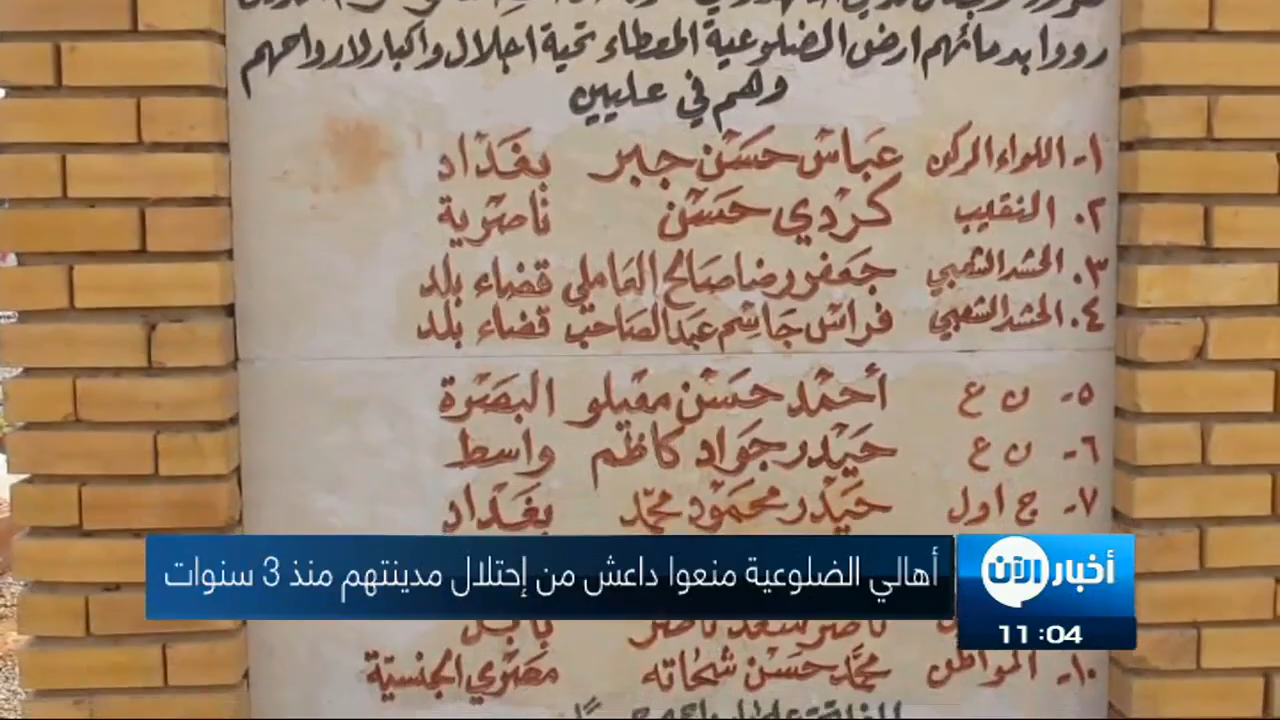 رووا بدمائهم ارض الضلوعية المعطاء تحية اجلال واكبار لارواحهم
وهم في عليين
١- اللواء الركن عباس حسن جبر بغداد
٢. النقيب كردي حسن ناصرية
٣. الحشد الشعبي جعفر رضا صالح العاملي قضاء بلد
٤. الحشد الشعبي فراس جاسم عبد الصاحب قضاء بلد
٥- ن ع أحمد حسن مقبلو البصرة
٦- ن ع حيدر جواد كاظم واسط
٧- ج اول حيدر محمود محمد بغداد
أهالي الضلوعية منعوا داعش من إحتلال مدينتهم منذ 3 سنوات
أخبار الآن
11:04
ناصر سعد ناصر بابل
١٠- المواطن محمد حسن شحاته مصري الجنسية